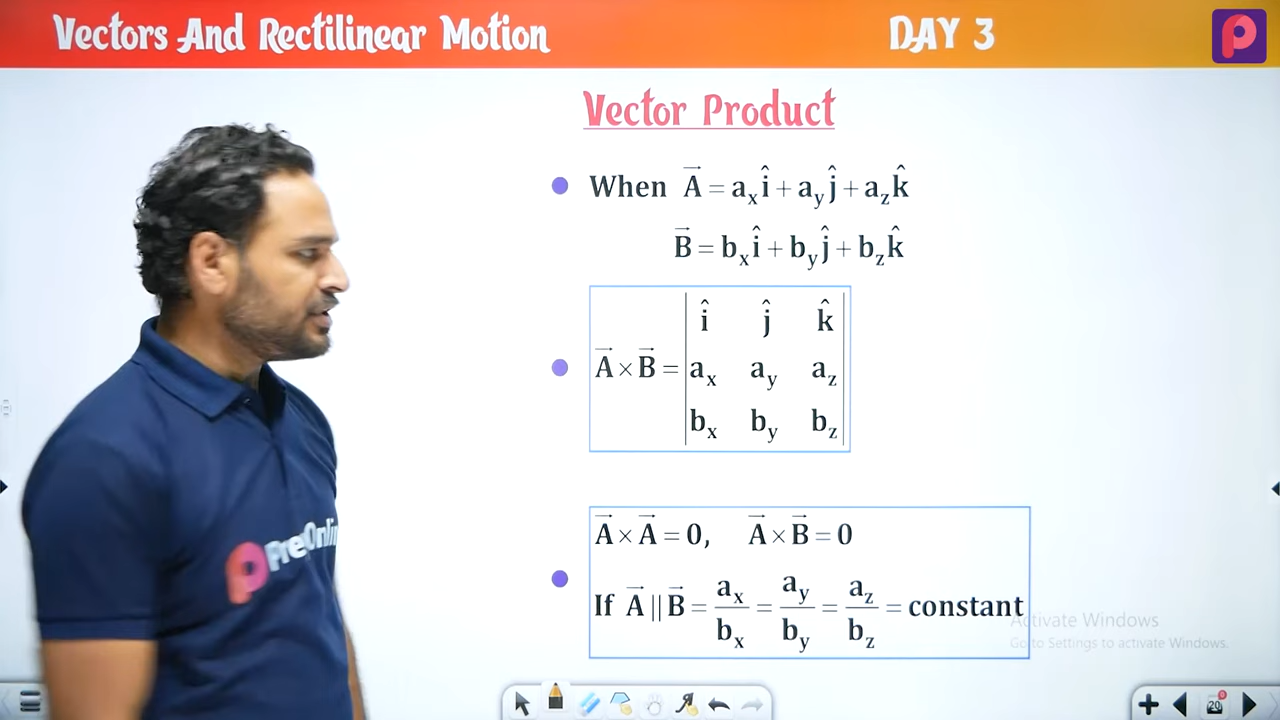 Vectors And Rectilinear Motion
DAY 3
Vector Product
When A⃗ = aₓî + a_yĵ + a_zk̂
B⃗ = bₓî + b_yĵ + b_zk̂
A⃗ × B⃗ = | î ĵ k̂ |
| aₓ a_y a_z |
| bₓ b_y b_z |
A⃗ × A⃗ = 0, A⃗ × B⃗ = 0
If A⃗ || B⃗ = aₓ/bₓ = a_y/b_y = a_z/b_z = constant
PreOnli
Activate Windows
Go to Settings to activate Windows.
20